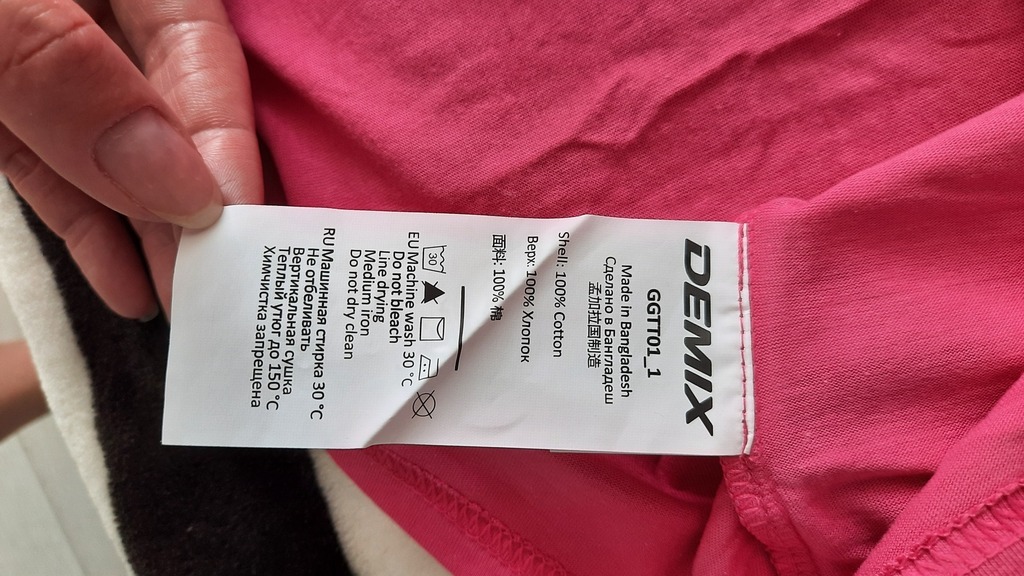 DEMIX
GGTT01_1
Made in Bangladesh
Сделано в Бангладеш
孟加拉国制造
Shell: 100% Cotton
Верх: 100% Хлопок
面料: 100% 棉
30
EU Machine wash 30 °C
Do not bleach
Line drying
Medium iron
Do not dry clean
RU Машинная стирка 30 °C
Не отбеливать
Вертикальная сушка
Теплый утюг до 150 °C
Химчистка запрещена